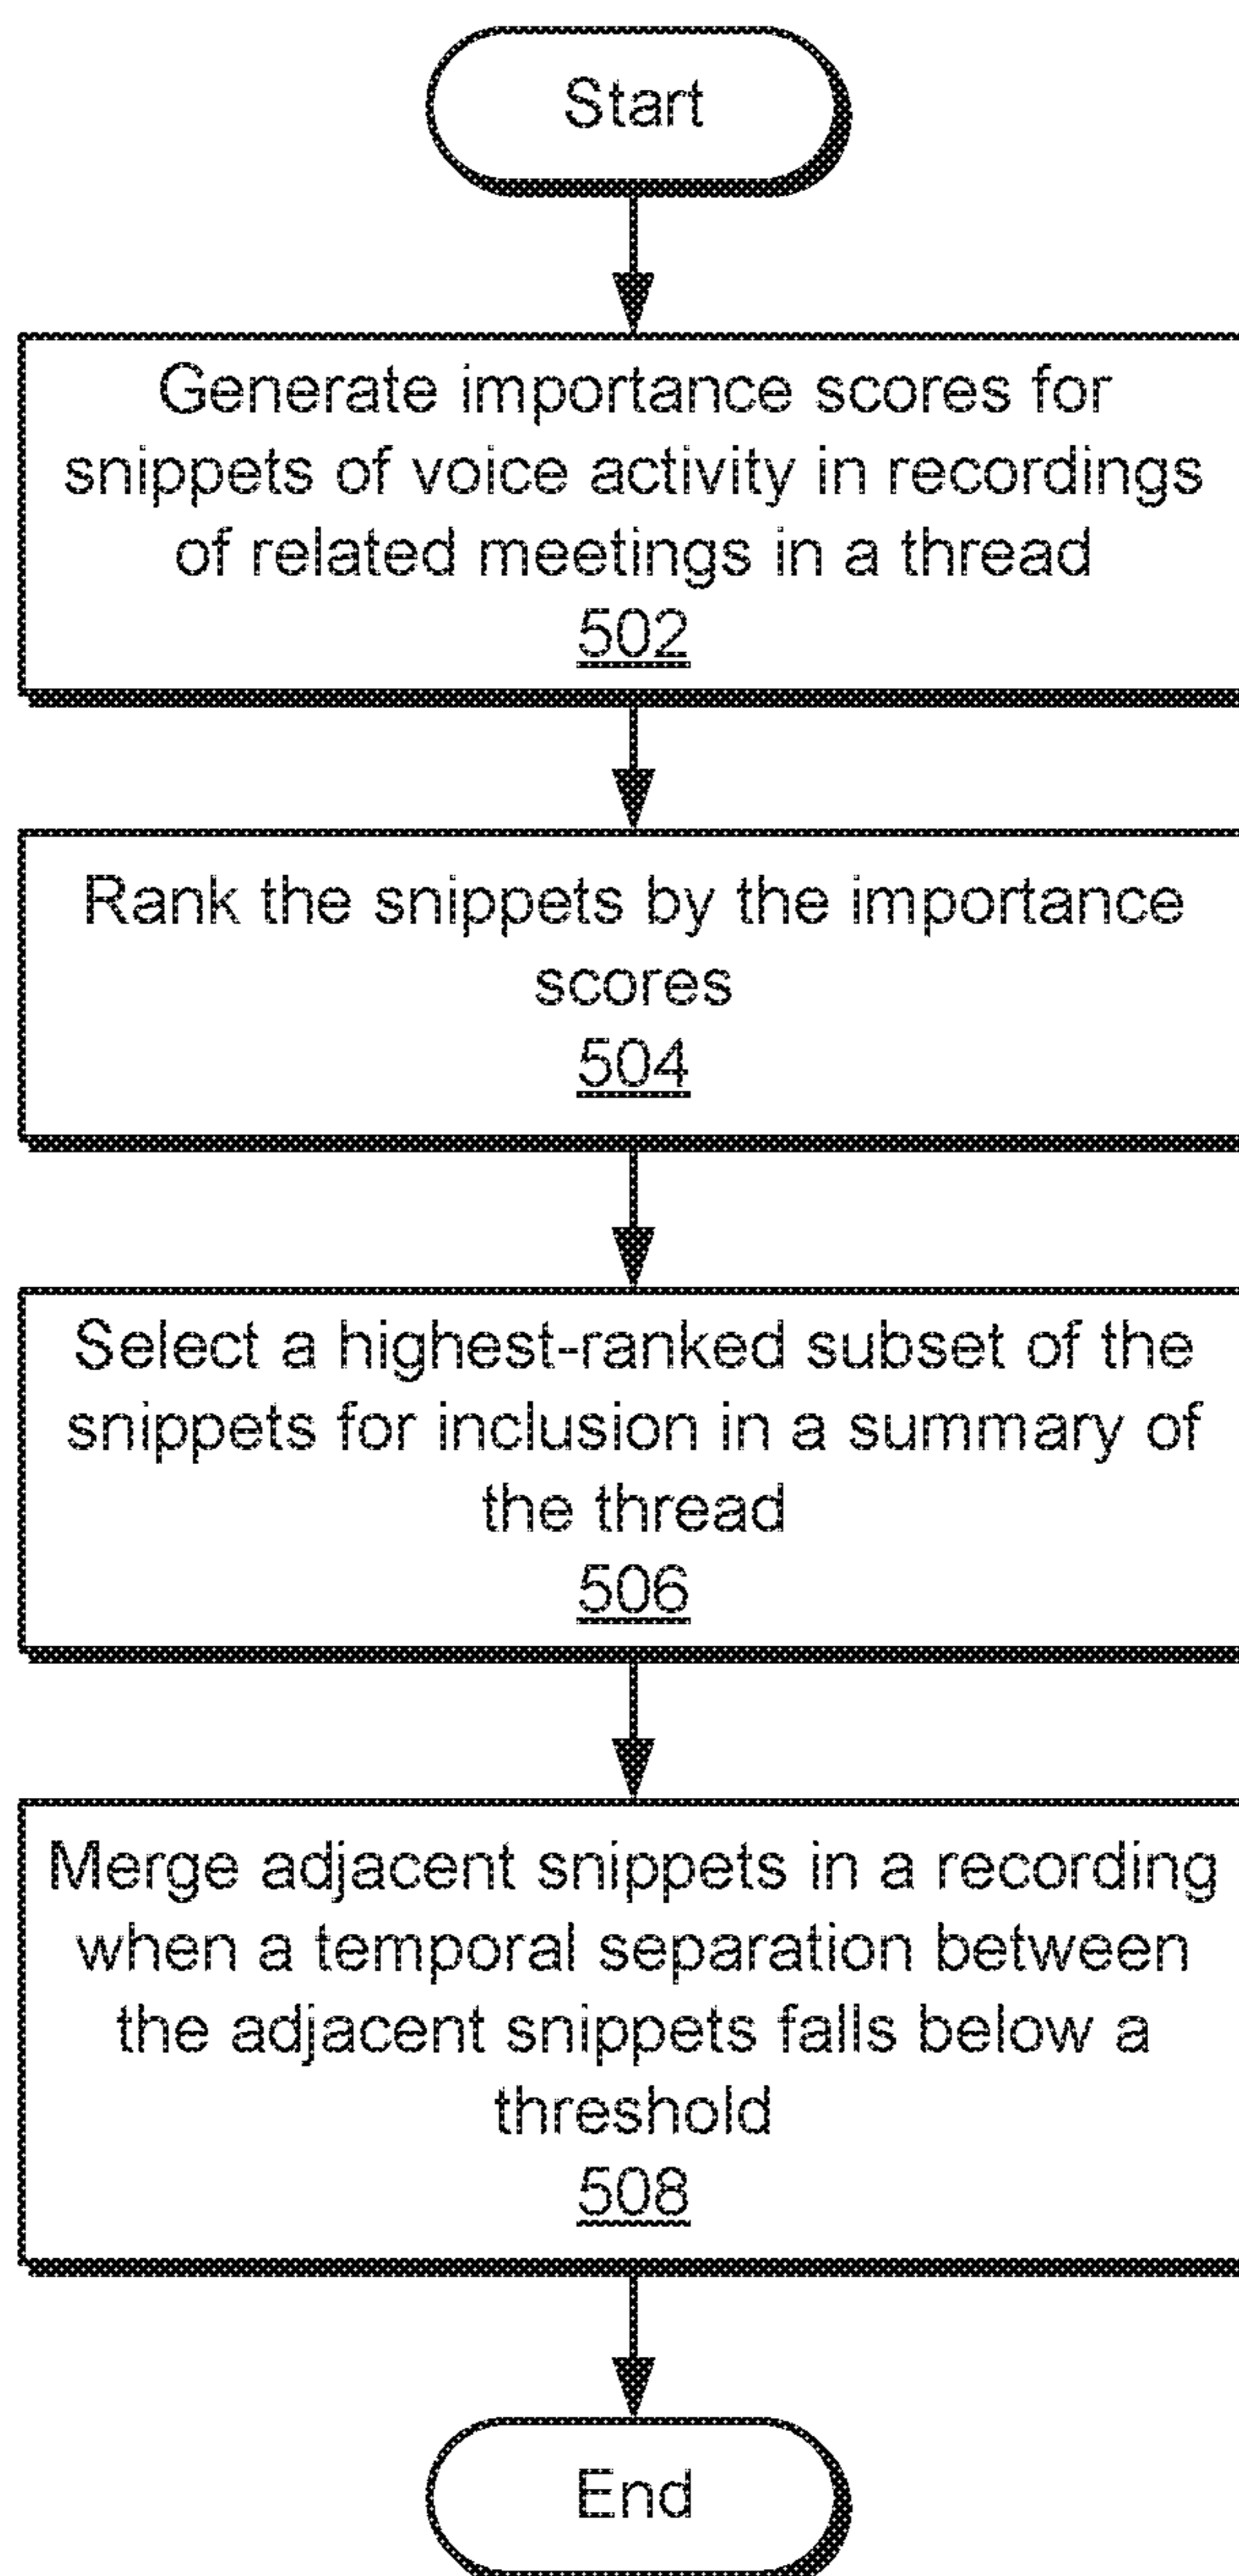 Start
Generate importance scores for
snippets of voice activity in recordings
of related meetings in a thread
502
Rank the snippets by the importance
scores
504
Select a highest-ranked subset of the
snippets for inclusion in a summary of
the thread
506
Merge adjacent snippets in a recording
when a temporal separation between
the adjacent snippets falls below a
threshold
508
End